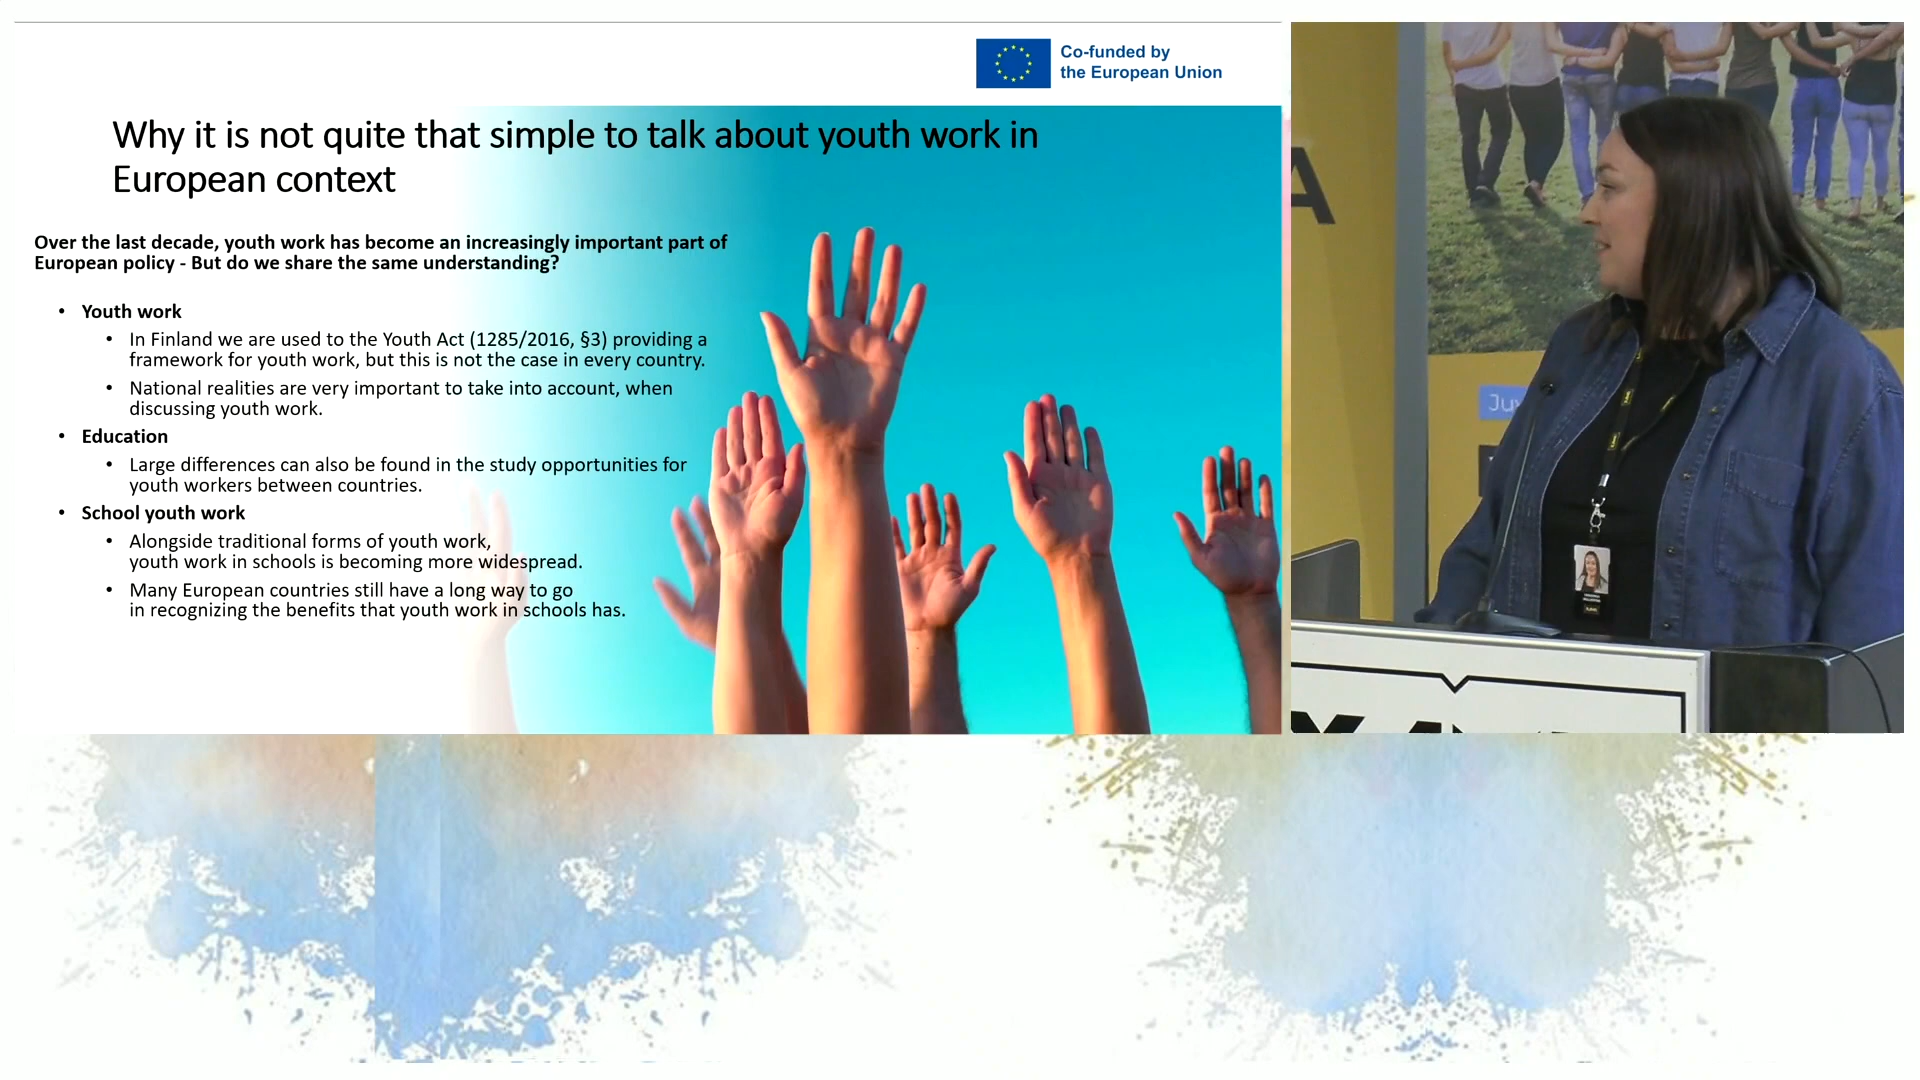 Co-funded by
the European Union
Why it is not quite that simple to talk about youth work in
European context
Over the last decade, youth work has become an increasingly important part of
European policy - But do we share the same understanding?
• Youth work
• In Finland we are used to the Youth Act (1285/2016, §3) providing a
framework for youth work, but this is not the case in every country.
• National realities are very important to take into account, when
discussing youth work.
• Education
• Large differences can also be found in the study opportunities for
youth workers between countries.
• School youth work
• Alongside traditional forms of youth work,
youth work in schools is becoming more widespread.
• Many European countries still have a long way to go
in recognizing the benefits that youth work in schools has.
A